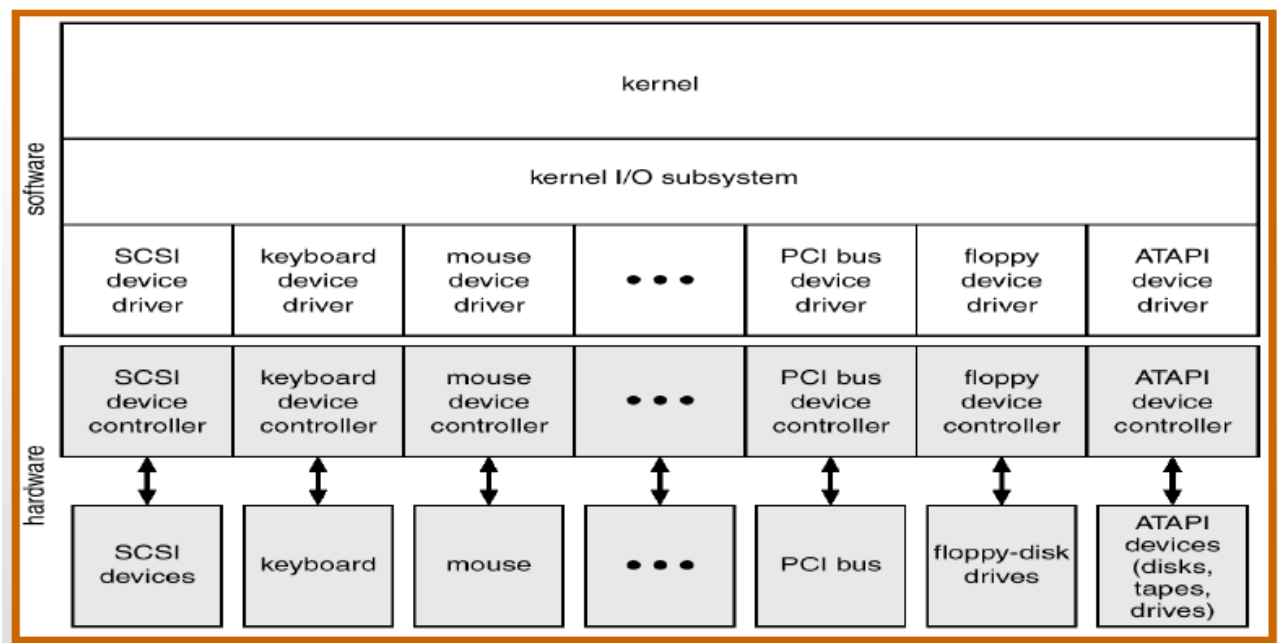 kernel
kernel I/O subsystem
software
SCSI
device
driver
keyboard
device
driver
mouse
device
driver
•••
PCI bus
device
driver
floppy
device
driver
ATAPI
device
driver
hardware
SCSI
device
controller
keyboard
device
controller
mouse
device
controller
•••
PCI bus
device
controller
floppy
device
controller
ATAPI
device
controller
SCSI
devices
keyboard
mouse
•••
PCI bus
floppy-disk
drives
ATAPI
devices
(disks,
tapes,
drives)